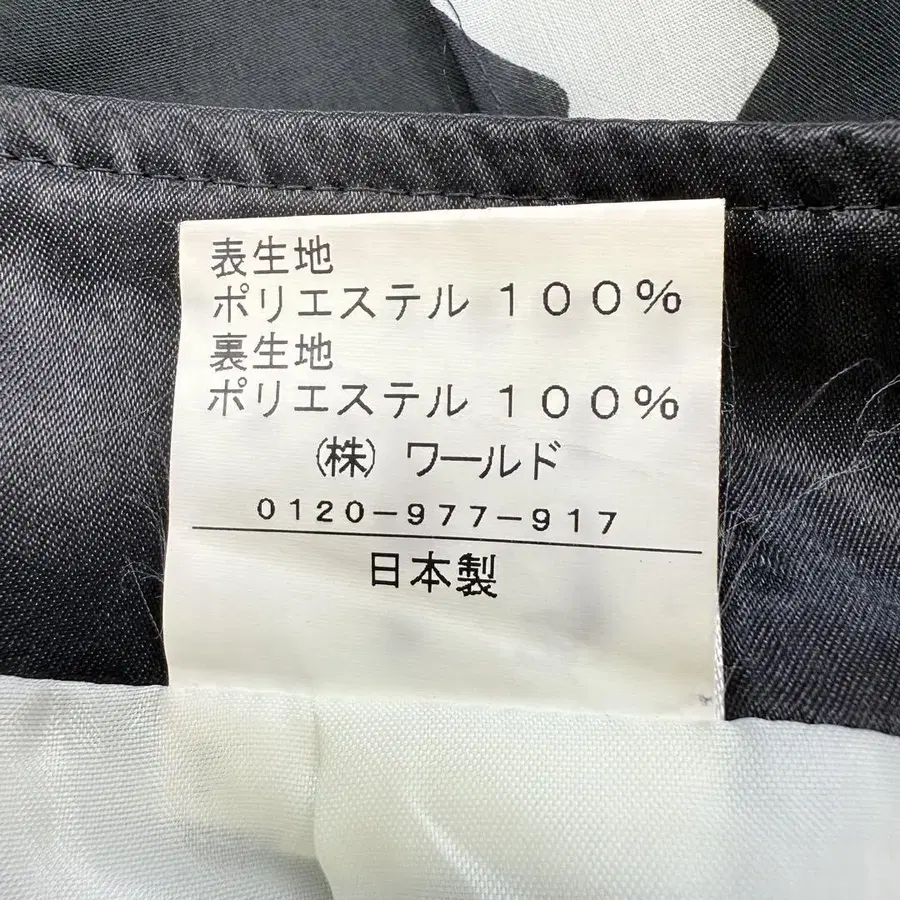 表生地
ポリエステル １００％
裏生地
ポリエステル １００％
（株）ワールド
０１２０－９７７－９１７
日本製